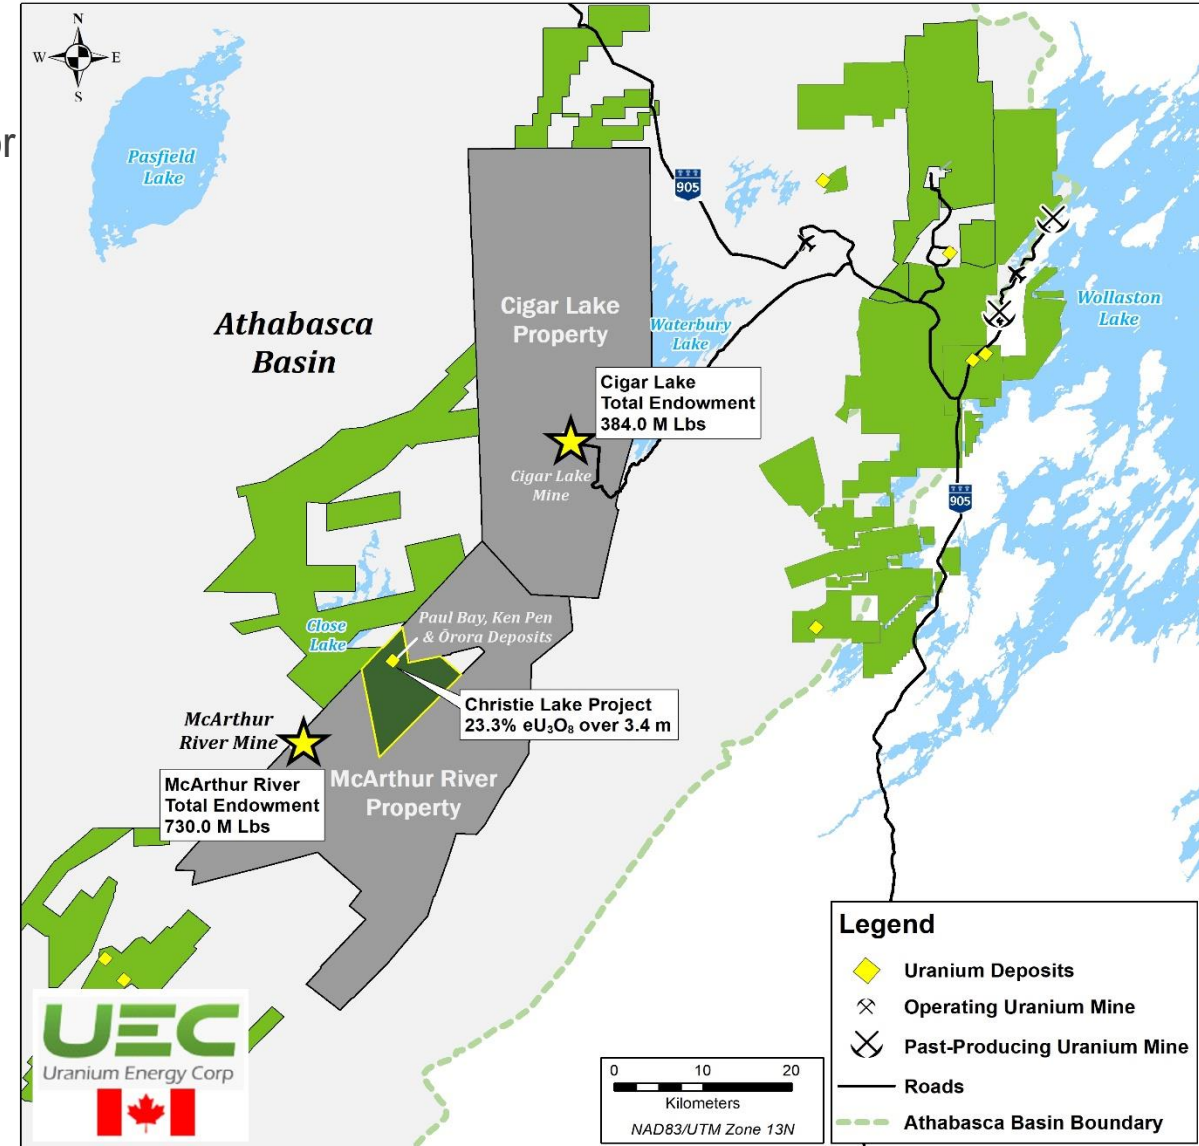 N
W E
S
or
Pasfield
Lake
905
Athabasca
Basin
Cigar Lake
Property
Waterbury
Lake
Wollaston
Lake
Cigar Lake
Total Endowment
384.0 M Lbs
Cigar Lake
Mine
905
Paul Bay, Ken Pen
& Ōrora Deposits
Close
Lake
Christie Lake Project
23.3% eU₃O₈ over 3.4 m
McArthur
River Mine
McArthur River
Total Endowment
730.0 M Lbs
McArthur River
Property
UEC
Uranium Energy Corp
0 10 20
Kilometers
NAD83/UTM Zone 13N
Legend
Uranium Deposits
Operating Uranium Mine
Past-Producing Uranium Mine
Roads
Athabasca Basin Boundary